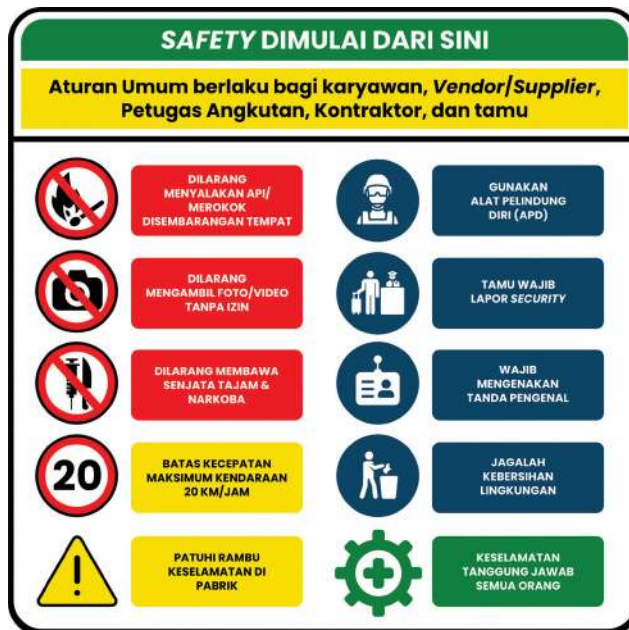 SAFETY DIMULAI DARI SINI
Aturan Umum berlaku bagi karyawan, Vendor/Supplier,
Petugas Angkutan, Kontraktor, dan tamu
DILARANG
MENYALAKAN API/
MEROKOK
DISEMBARANGAN TEMPAT
GUNAKAN
ALAT PELINDUNG
DIRI (APD)
DILARANG
MENGAMBIL FOTO/VIDEO
TANPA IZIN
TAMU WAJIB
LAPOR SECURITY
DILARANG MEMBAWA
SENJATA TAJAM &
NARKOBA
WAJIB
MENGENAKAN
TANDA PENGENAL
20
BATAS KECEPATAN
MAKSIMUM KENDARAAN
20 KM/JAM
JAGALAH
KEBERSIHAN
LINGKUNGAN
PATUHI RAMBU
KESELAMATAN DI
PABRIK
KESELAMATAN
TANGGUNG JAWAB
SEMUA ORANG